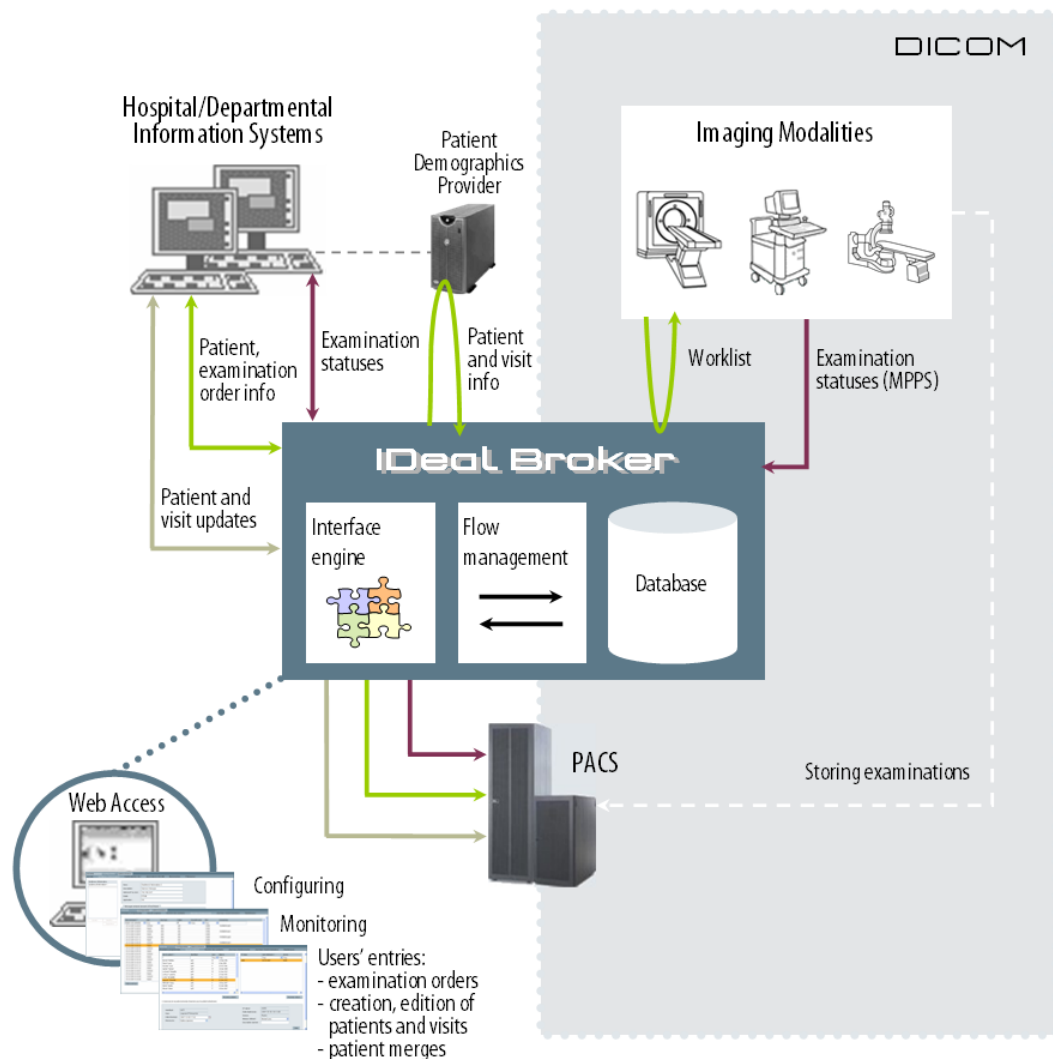 DICOM
Hospital/Departmental
Information Systems
Patient
Demographics
Provider
Imaging Modalities
Patient,
examination
order info
Examination
statuses
Patient
and visit
info
Worklist
Examination
statuses (MPPS)
IDeal Broker
Patient and
visit updates
Interface
engine
Flow
management
Database
PACS
Storing examinations
Web Access
Configuring
Monitoring
Users' entries:
- examination orders
- creation, edition of
patients and visits
- patient merges